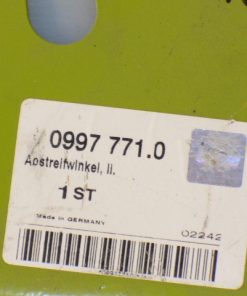 0997 771.0
Abstreifwinkel, li.
1 ST
Made in GERMANY
02242